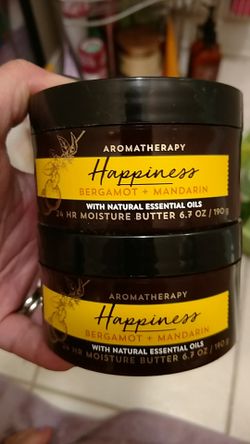 AROMATHERAPY
Happiness
BERGAMOT + MANDARIN
WITH NATURAL ESSENTIAL OILS
24 HR MOISTURE BUTTER 6.7 OZ / 190 g
AROMATHERAPY
Happiness
BERGAMOT + MANDARIN
WITH NATURAL ESSENTIAL OILS
24 HR MOISTURE BUTTER 6.7 OZ / 190 g